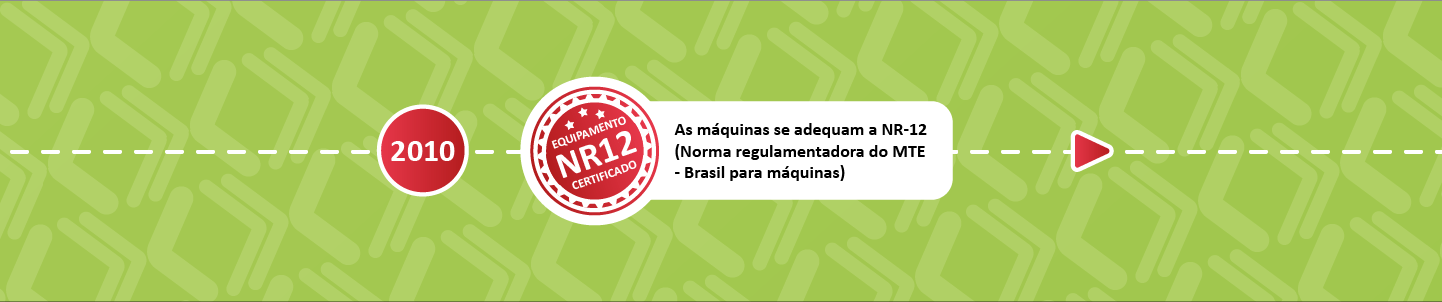 2010
EQUIPAMENTO
NR12
CERTIFICADO
As máquinas se adequam a NR-12
(Norma regulamentadora do MTE
- Brasil para máquinas)